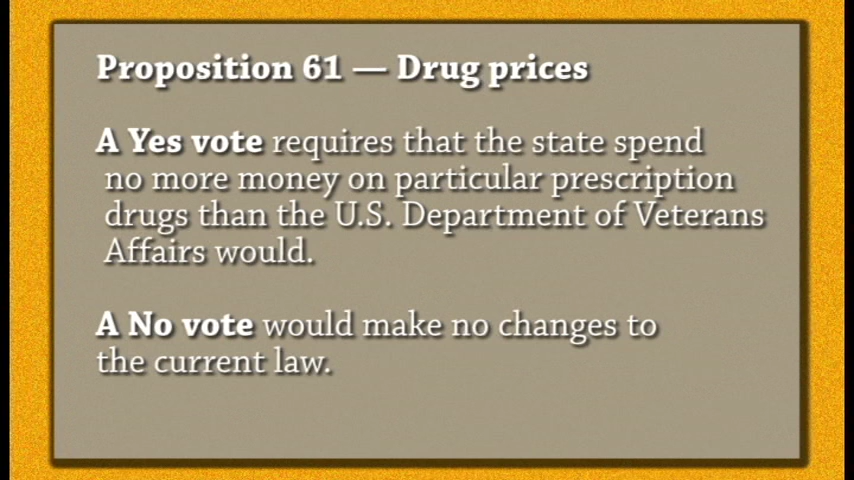 Proposition 61 — Drug prices
A Yes vote requires that the state spend
no more money on particular prescription
drugs than the U.S. Department of Veterans
Affairs would.
A No vote would make no changes to
the current law.